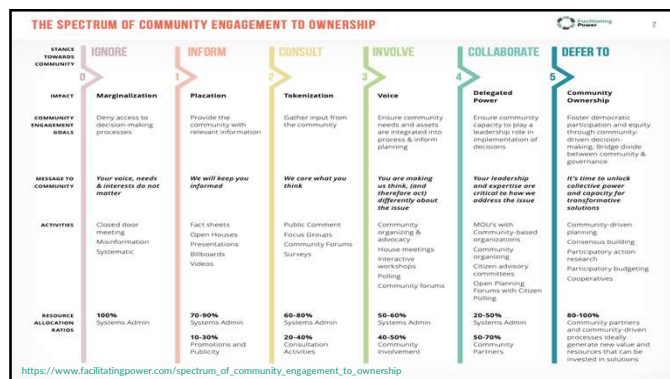 THE SPECTRUM OF COMMUNITY ENGAGEMENT TO OWNERSHIP
Facilitating
Power
2
STANCE
TOWARDS
COMMUNITY
IGNORE
INFORM
CONSULT
INVOLVE
COLLABORATE
DEFER TO
0
1
2
3
4
5
IMPACT
Marginalization
Placation
Tokenization
Voice
Delegated
Power
Community
Ownership
COMMUNITY
ENGAGEMENT
GOALS
Deny access to
decision-making
processes
Provide the
community with
relevant information
Gather input from
the community
Ensure community
needs and assets
are integrated into
process & inform
planning
Ensure community
capacity to play a
leadership role in
implementation of
decisions
Foster democratic
participation and equity
through community-
driven decision-
making; Bridge divide
between community &
governance
MESSAGE TO
COMMUNITY
Your voice, needs
& interests do not
matter
We will keep you
informed
We care what you
think
You are making
us think, (and
therefore act)
differently about
the issue
Your leadership
and expertise are
critical to how we
address the issue
It's time to unlock
collective power
and capacity for
transformative
solutions
ACTIVITIES
Closed door
meeting
Misinformation
Systematic
Fact sheets
Open Houses
Presentations
Billboards
Videos
Public Comment
Focus Groups
Community Forums
Surveys
Community
organizing &
advocacy
House meetings
Interactive
workshops
Polling
Community forums
MOU's with
Community-based
organizations
Community
organizing
Citizen advisory
committees
Open Planning
Forums with Citizen
Polling
Community-driven
planning
Consensus building
Participatory action
research
Participatory budgeting
Cooperatives
RESOURCE
ALLOCATION
RATIOS
100%
Systems Admin
70-90%
Systems Admin
10-30%
Promotions and
Publicity
60-80%
Systems Admin
20-40%
Consultation
Activities
50-60%
Systems Admin
40-50%
Community
Involvement
20-50%
Systems Admin
50-70%
Community
Partners
80-100%
Community partners
and community-driven
processes ideally
generate new value and
resources that can be
invested in solutions
https://www.facilitatingpower.com/spectrum_of_community_engagement_to_ownership